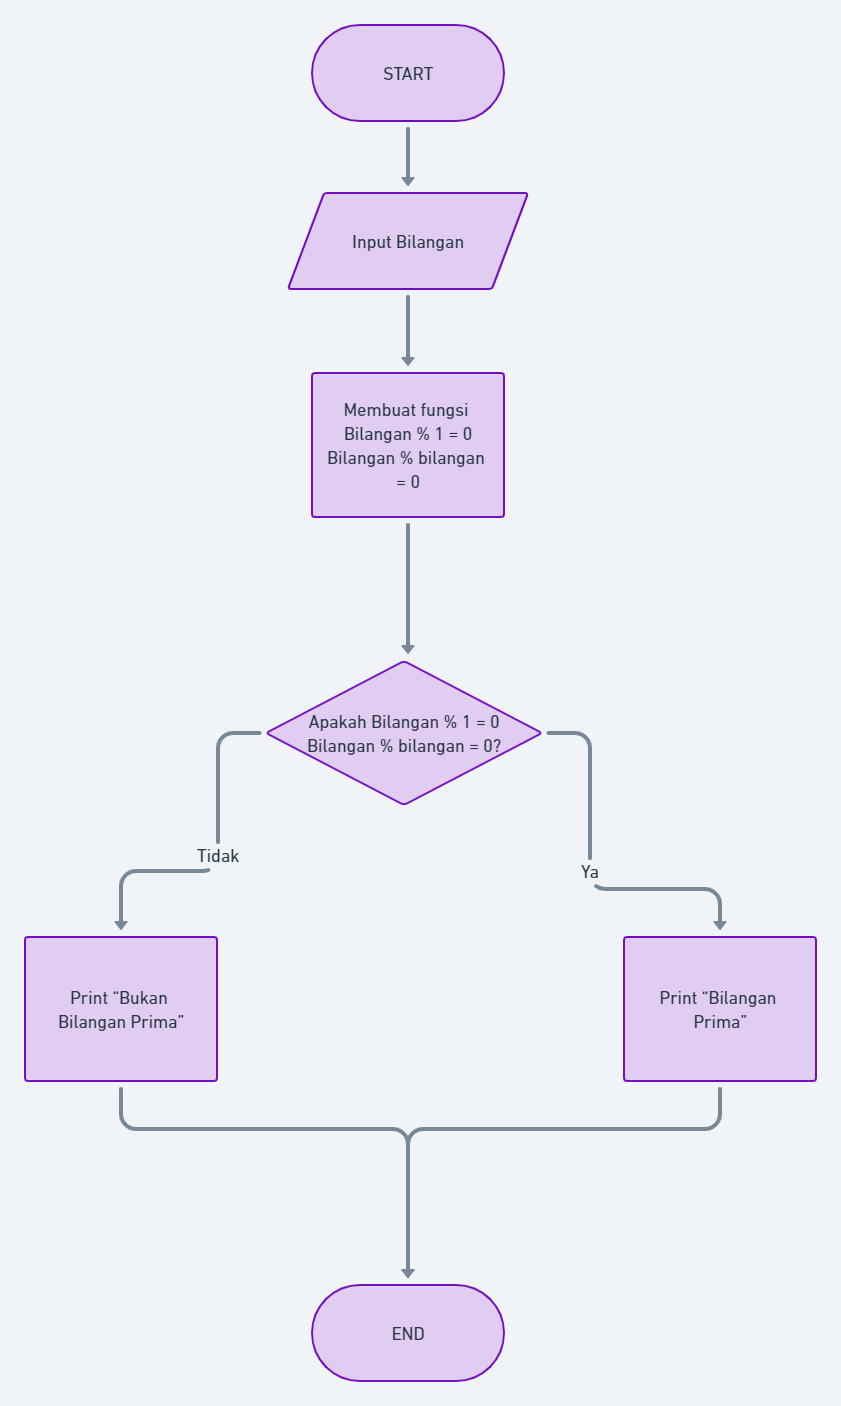 START
Input Bilangan
Membuat fungsi
Bilangan % 1 = 0
Bilangan % bilangan
= 0
Apakah Bilangan % 1 = 0
Bilangan % bilangan = 0?
Tidak
Ya
Print “Bukan
Bilangan Prima”
Print “Bilangan
Prima”
END